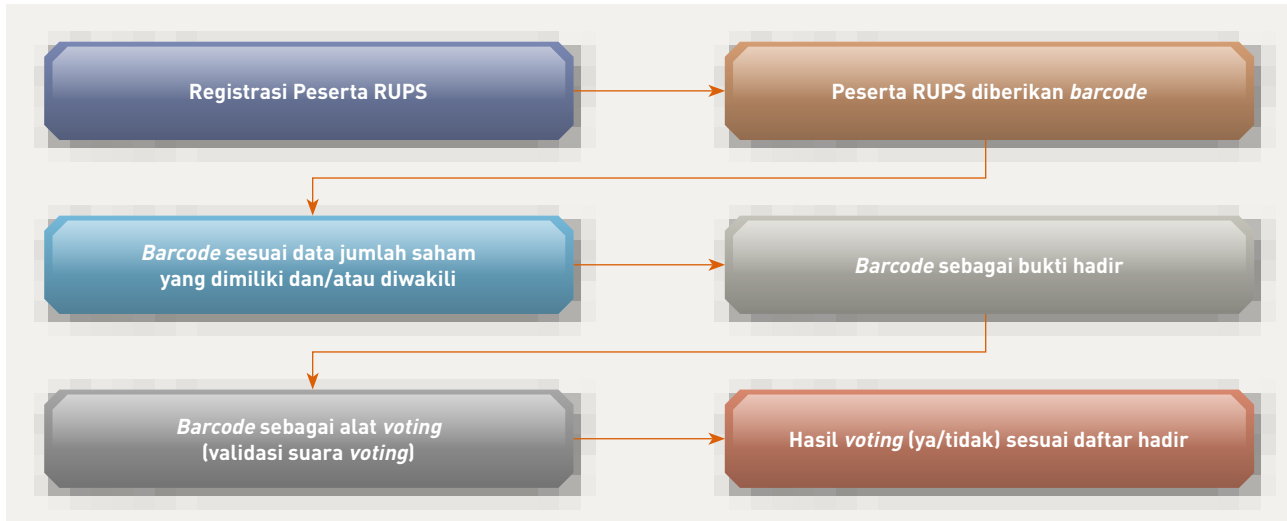 Registrasi Peserta RUPS
Peserta RUPS diberikan barcode
Barcode sesuai data jumlah saham
yang dimiliki dan/atau diwakili
Barcode sebagai bukti hadir
Barcode sebagai alat voting
(validasi suara voting)
Hasil voting (ya/tidak) sesuai daftar hadir